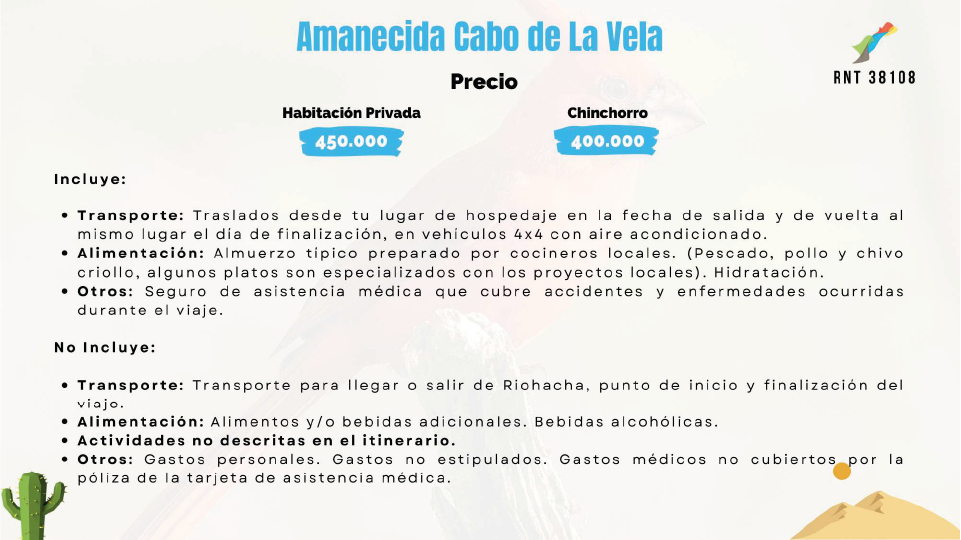 Amanecida Cabo de La Vela
RNT 38108
Precio
Habitación Privada
Chinchorro
450.000
400.000
Incluye:
• Transporte: Traslados desde tu lugar de hospedaje en la fecha de salida y de vuelta al
mismo lugar el día de finalización, en vehículos 4x4 con aire acondicionado.
• Alimentación: Almuerzo típico preparado por cocineros locales. (Pescado, pollo y chivo
criollo, algunos platos son especializados con los proyectos locales). Hidratación.
• Otros: Seguro de asistencia médica que cubre accidentes y enfermedades ocurridas
durante el viaje.
No Incluye:
• Transporte: Transporte para llegar o salir de Riohacha, punto de inicio y finalización del
viaje.
• Alimentación: Alimentos y/o bebidas adicionales. Bebidas alcohólicas.
• Actividades no descritas en el itinerario.
• Otros: Gastos personales. Gastos no estipulados. Gastos médicos no cubiertos por la
póliza de la tarjeta de asistencia médica.